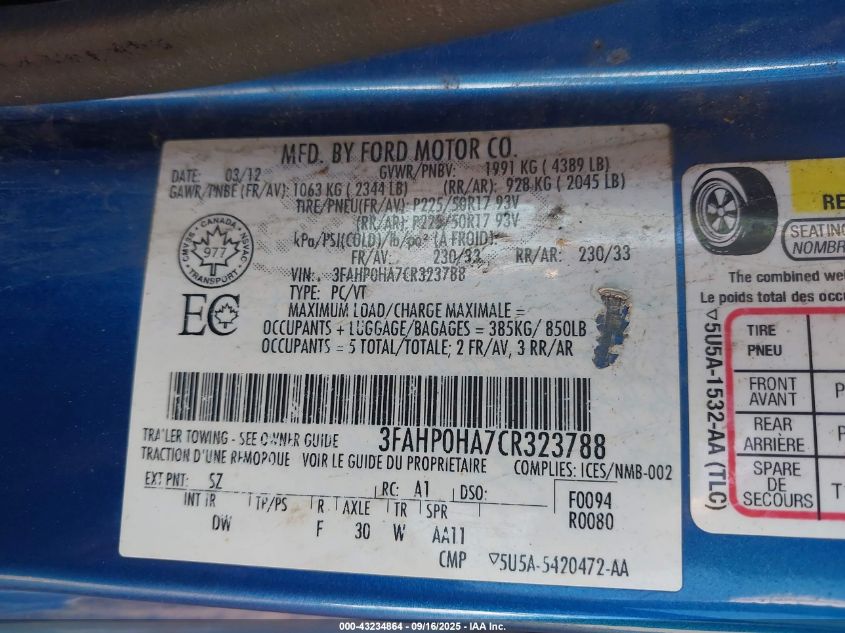 MFD. BY FORD MOTOR CO.
DATE: 03/12 GVWR/PNBV: 1991 KG ( 4389 LB)
GAWR/PNBE (FR/AV): 1063 KG ( 2344 LB) (RR/AR): 928 KG ( 2045 LB)
TIRE/PNEU(FR/AV): P225/50R17 93V
(RR/AR): P225/50R17 93V
kPa/PSI(COLD)/lb/po² (A FROID):
FR/AV: 230/33 RR/AR: 230/33
VIN: 3FAHP0HA7CR323788
TYPE: PC/VT
MAXIMUM LOAD/CHARGE MAXIMALE =
OCCUPANTS + LUGGAGE/BAGAGES = 385KG/ 850LB
OCCUPANTS = 5 TOTAL/TOTALE; 2 FR/AV, 3 RR/AR
CANADA
NSVAC
CMVSS
977
TRANSPORT
EC
3FAHP0HA7CR323788
TRAILER TOWING - SEE OWNER GUIDE
TRACTION D'UNE REMORQUE VOIR LE GUIDE DU PROPRIETAIRE COMPLIES: ICES/NMB-002
EXT PNT: SZ RC: A1 DSO: F0094
INT TR TP/PS R AXLE TR SPR R0080
DW F 30 W AA11
CMP ▽5U5A-5420472-AA
RE
SEATING
NOMBR
The combined wei
Le poids total des occu
▽5U5A-1532-AA (TLC)
TIRE
PNEU
FRONT
AVANT P
REAR
ARRIÈRE P
SPARE
DE
SECOURS T
000-43234864 - 09/16/2025 - IAA Inc.